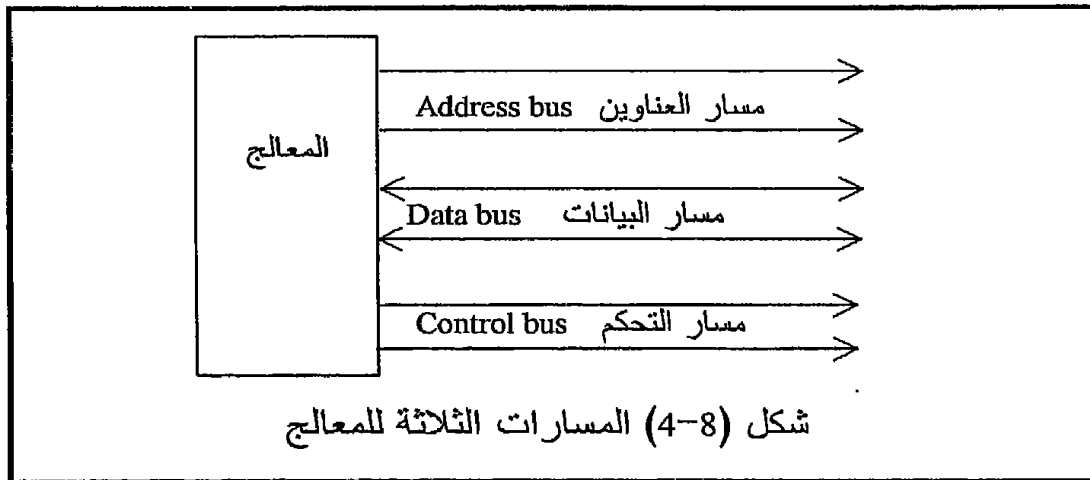 مسار العناوين Address bus
المعالج
مسار البيانات Data bus
مسار التحكم Control bus
شكل (8-4) المسارات الثلاثة للمعالج